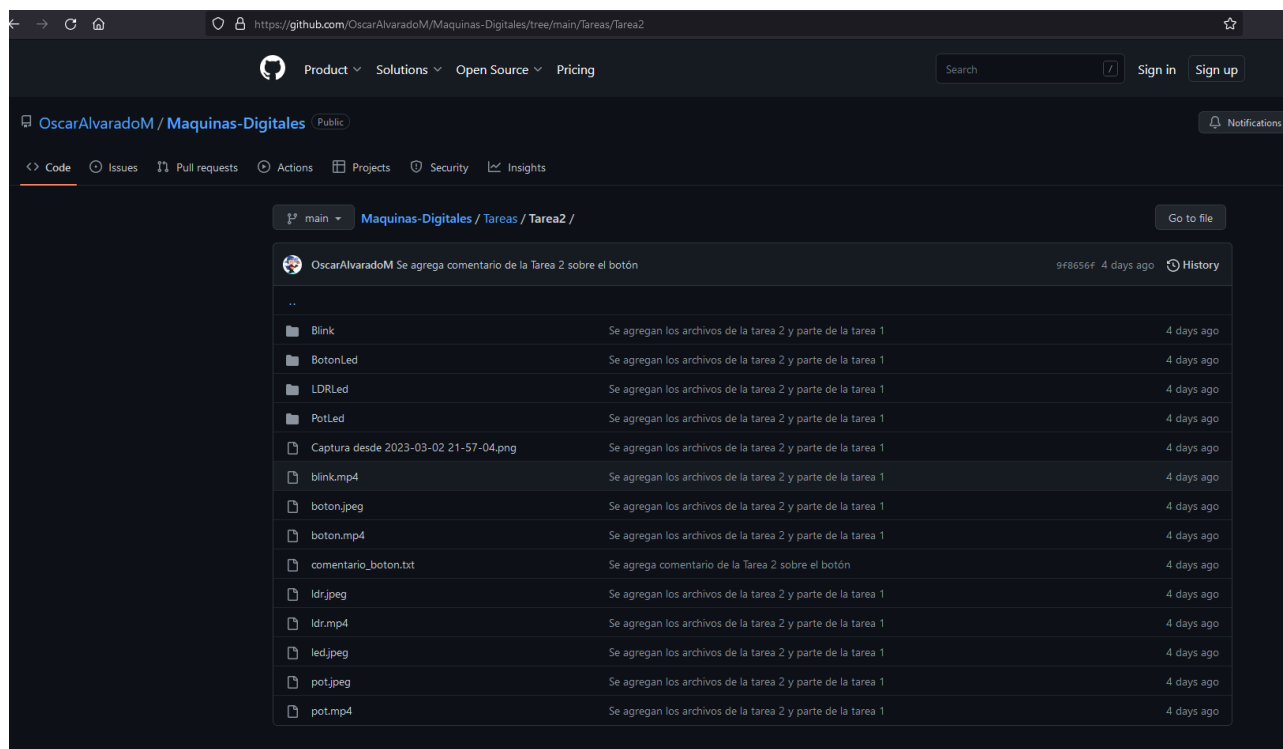 https://github.com/OscarAlvaradoM/Maquinas-Digitales/tree/main/Tareas/Tarea2
Product Solutions Open Source Pricing Search / Sign in Sign up
OscarAlvaradoM / Maquinas-Digitales Public Notifications
<> Code Issues Pull requests Actions Projects Security Insights
main Maquinas-Digitales / Tareas / Tarea2 / Go to file
OscarAlvaradoM Se agrega comentario de la Tarea 2 sobre el botón 9f8656f 4 days ago History
..
Blink Se agregan los archivos de la tarea 2 y parte de la tarea 1 4 days ago
BotonLed Se agregan los archivos de la tarea 2 y parte de la tarea 1 4 days ago
LDRLed Se agregan los archivos de la tarea 2 y parte de la tarea 1 4 days ago
PotLed Se agregan los archivos de la tarea 2 y parte de la tarea 1 4 days ago
Captura desde 2023-03-02 21-57-04.png Se agregan los archivos de la tarea 2 y parte de la tarea 1 4 days ago
blink.mp4 Se agregan los archivos de la tarea 2 y parte de la tarea 1 4 days ago
boton.jpeg Se agregan los archivos de la tarea 2 y parte de la tarea 1 4 days ago
boton.mp4 Se agregan los archivos de la tarea 2 y parte de la tarea 1 4 days ago
comentario_boton.txt Se agrega comentario de la Tarea 2 sobre el botón 4 days ago
ldr.jpeg Se agregan los archivos de la tarea 2 y parte de la tarea 1 4 days ago
ldr.mp4 Se agregan los archivos de la tarea 2 y parte de la tarea 1 4 days ago
led.jpeg Se agregan los archivos de la tarea 2 y parte de la tarea 1 4 days ago
pot.jpeg Se agregan los archivos de la tarea 2 y parte de la tarea 1 4 days ago
pot.mp4 Se agregan los archivos de la tarea 2 y parte de la tarea 1 4 days ago